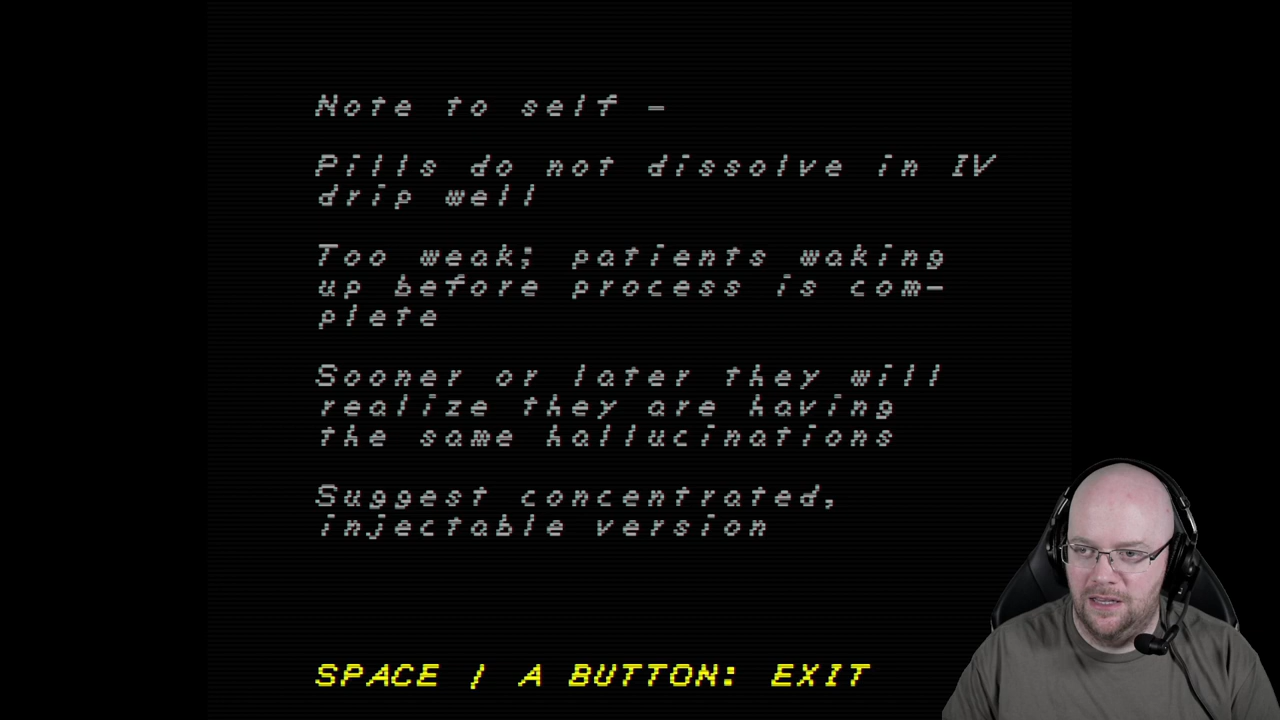 Note to self -
Pills do not dissolve in IV
drip well
Too weak; patients waking
up before process is com-
plete
Sooner or later they will
realize they are having
the same hallucinations
Suggest concentrated,
injectable version
SPACE / A BUTTON: EXIT